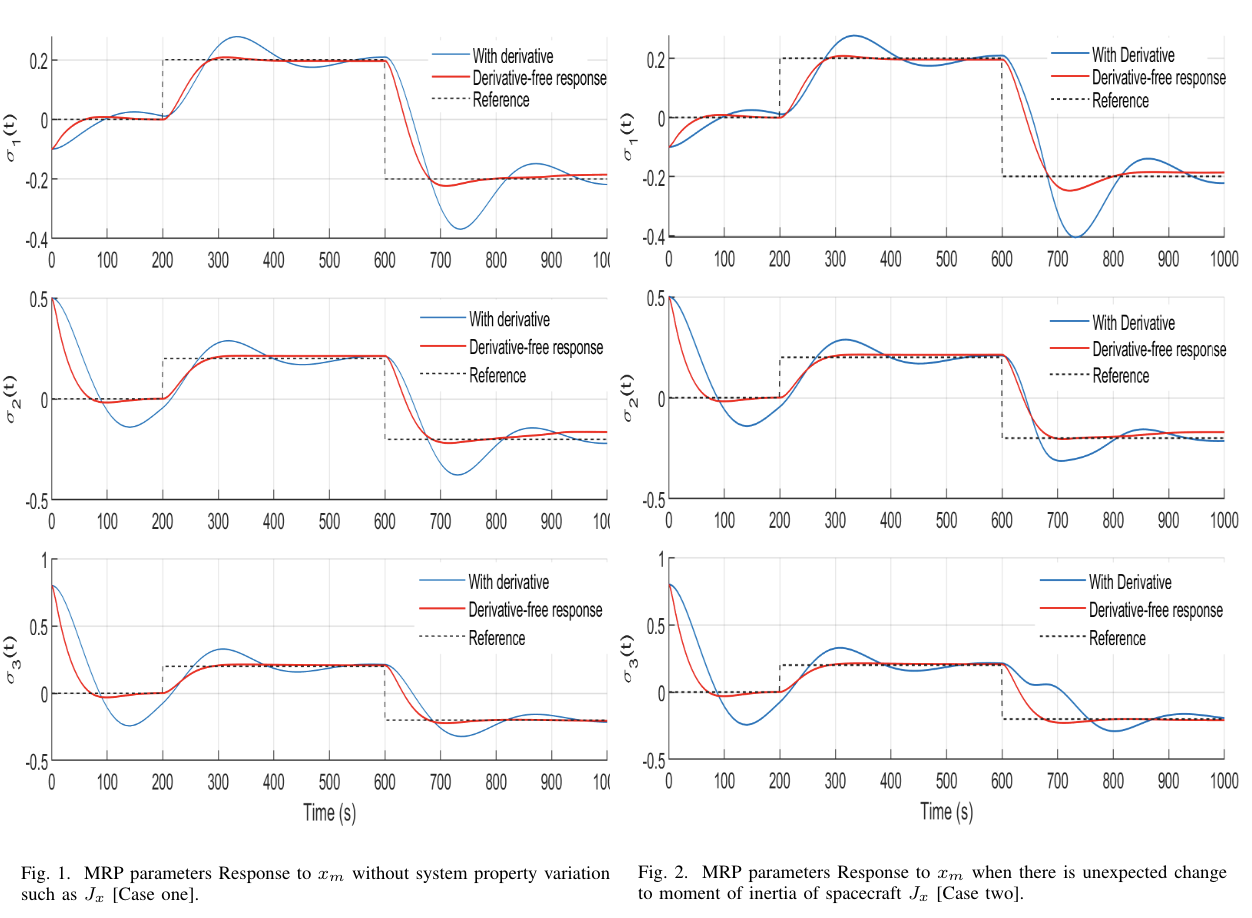 0.2
0
-0.2
-0.4
σ1(t)
With derivative
Derivative-free response
Reference
0 100 200 300 400 500 600 700 800 900 10
0.5
0
-0.5
σ2(t)
With derivative
Derivative-free response
Reference
0 100 200 300 400 500 600 700 800 900 10
1
0.5
0
-0.5
σ3(t)
With derivative
Derivative-free response
Reference
0 100 200 300 400 500 600 700 800 900 10
Time (s)
Fig. 1. MRP parameters Response to xm without system property variation
such as Jx [Case one].
0.2
0
-0.2
-0.4
σ1(t)
With Derivative
Derivative-free response
Reference
0 100 200 300 400 500 600 700 800 900 1000
0.5
0
-0.5
σ2(t)
With Derivative
Derivative-free response
Reference
0 100 200 300 400 500 600 700 800 900 1000
1
0.5
0
-0.5
σ3(t)
With Derivative
Derivative-free response
Reference
0 100 200 300 400 500 600 700 800 900 1000
Time (s)
Fig. 2. MRP parameters Response to xm when there is unexpected change
to moment of inertia of spacecraft Jx [Case two].